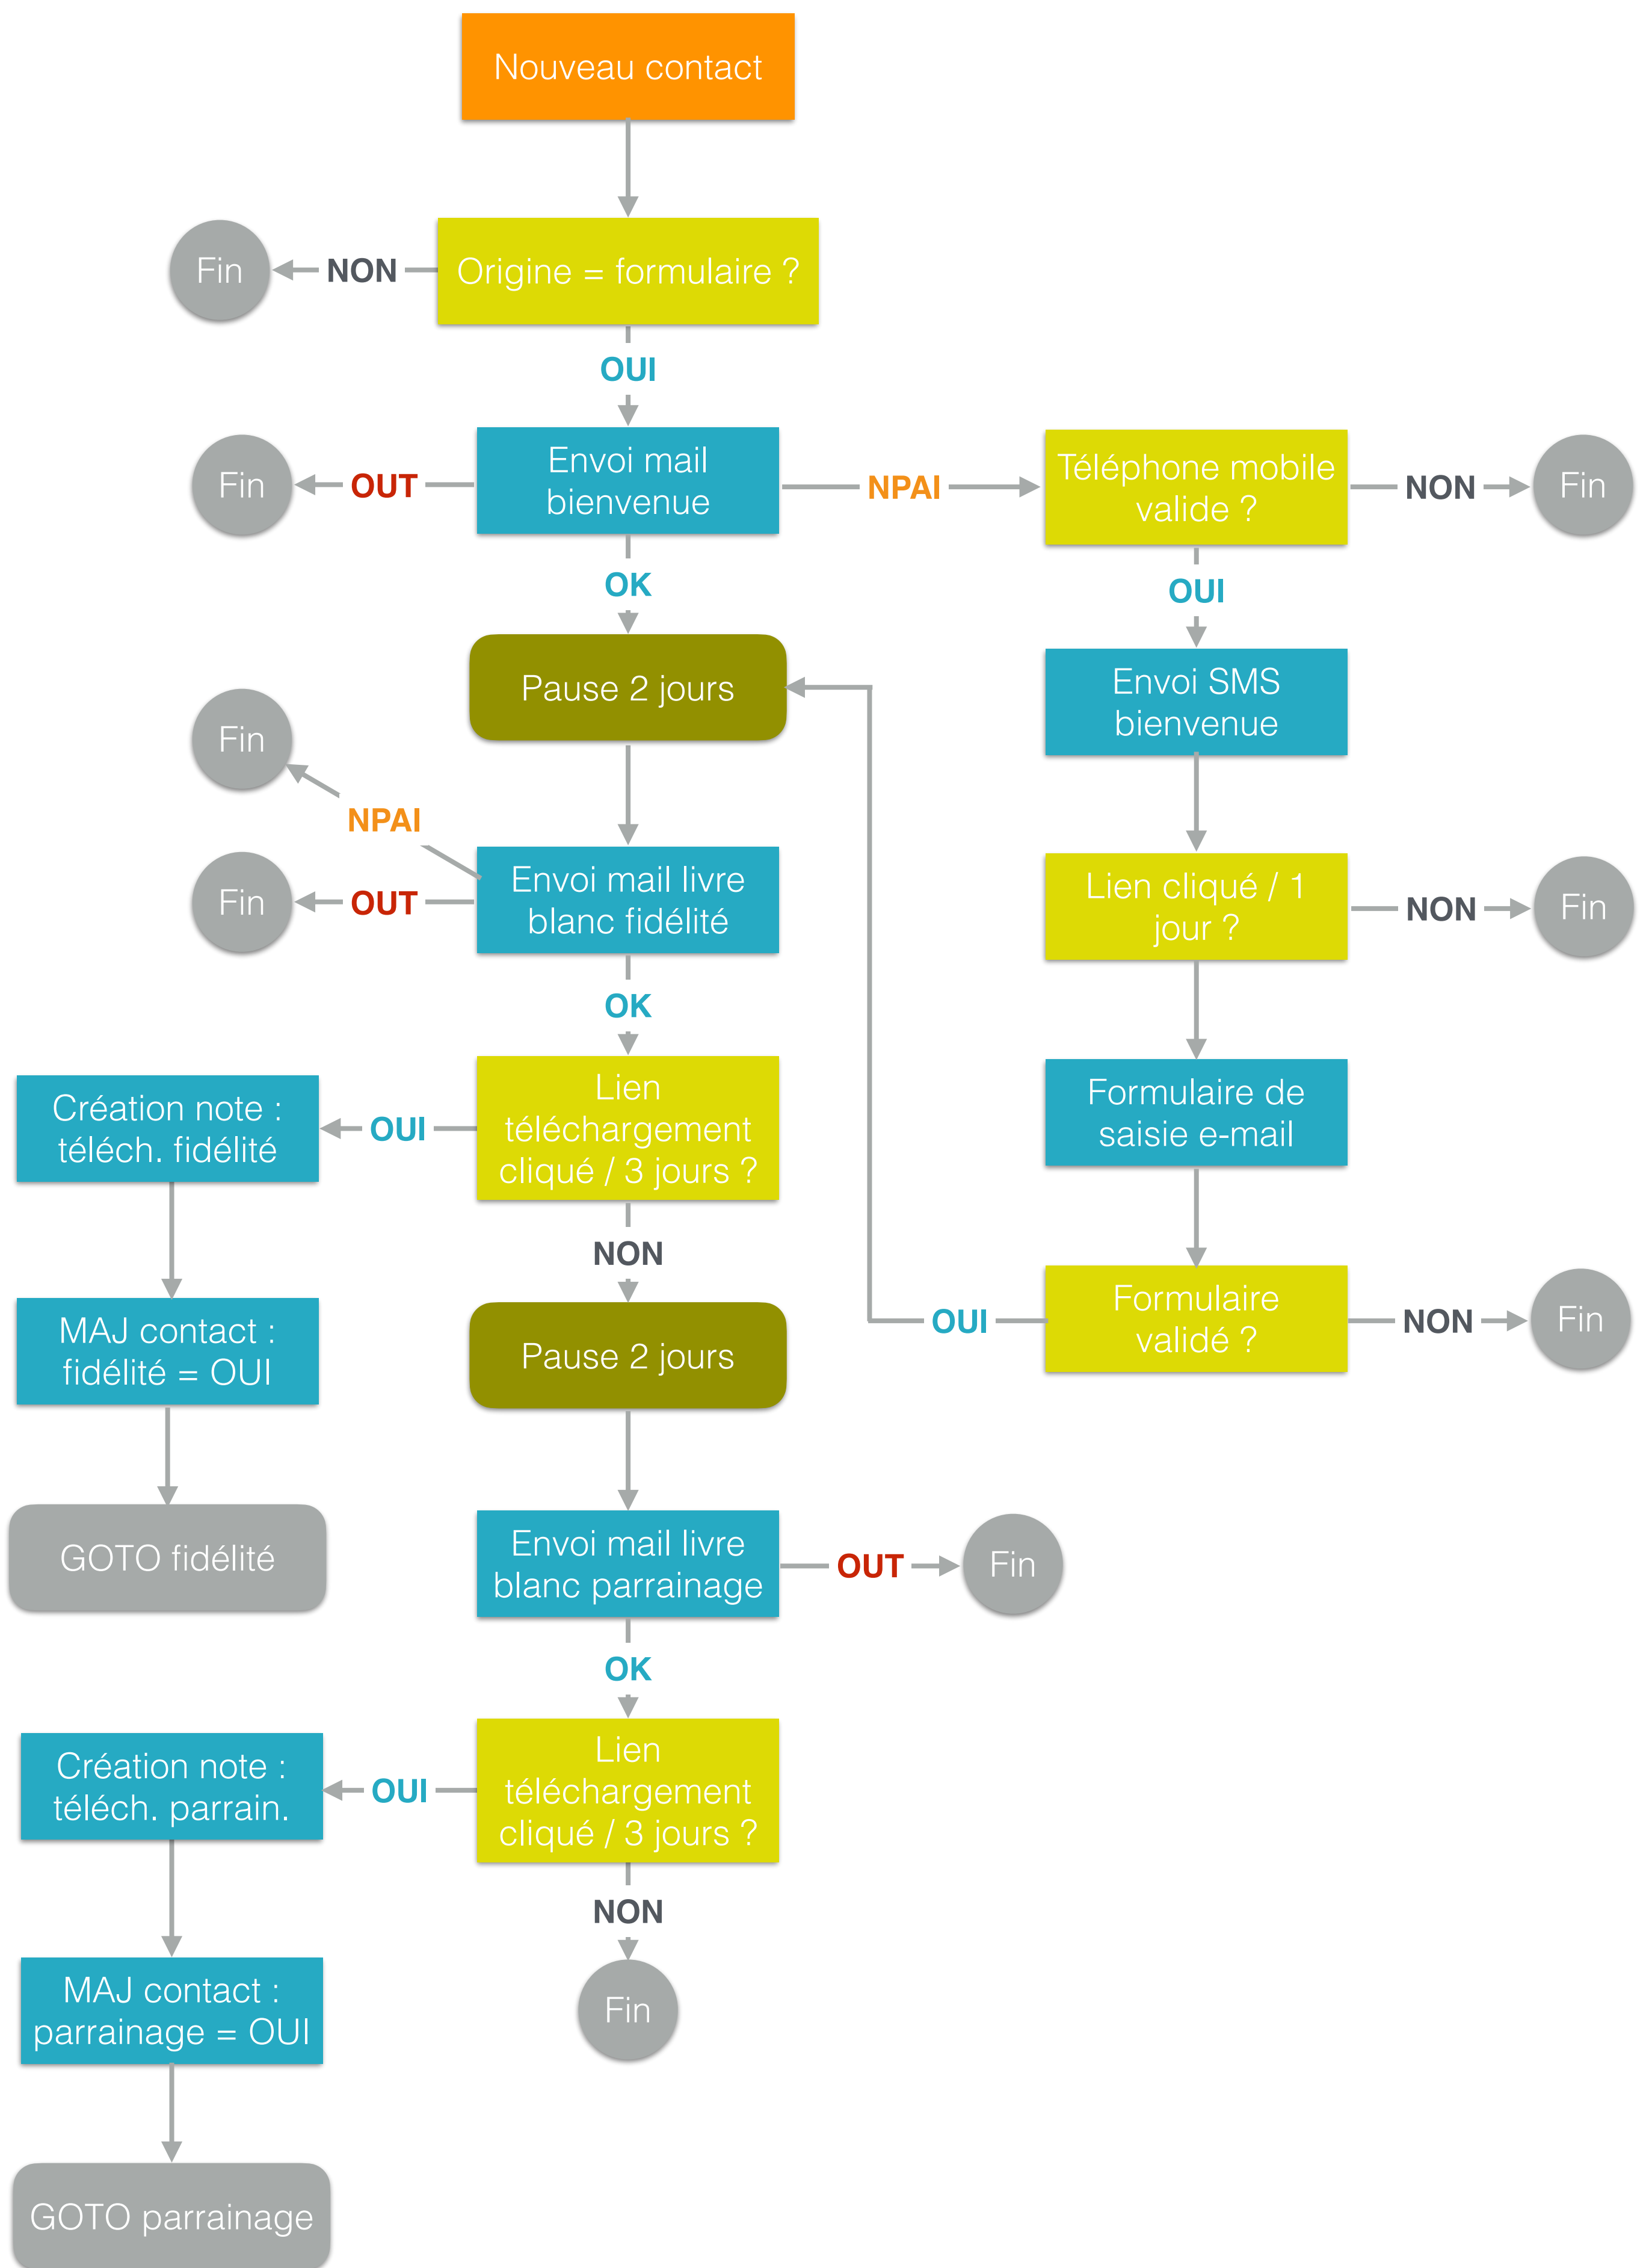 Nouveau contact
Fin
NON
Origine = formulaire ?
OUI
Fin
OUT
Envoi mail
bienvenue
NPAI
Téléphone mobile
valide ?
NON
Fin
OK
OUI
Pause 2 jours
Envoi SMS
bienvenue
Fin
NPAI
Fin
OUT
Envoi mail livre
blanc fidélité
Lien cliqué / 1
jour ?
NON
Fin
OK
Création note :
téléch. fidélité
OUI
Lien
téléchargement
cliqué / 3 jours ?
Formulaire de
saisie e-mail
NON
MAJ contact :
fidélité = OUI
Pause 2 jours
OUI
Formulaire
validé ?
NON
Fin
GOTO fidélité
Envoi mail livre
blanc parrainage
OUT
Fin
OK
Création note :
téléch. parrain.
OUI
Lien
téléchargement
cliqué / 3 jours ?
NON
MAJ contact :
parrainage = OUI
Fin
GOTO parrainage